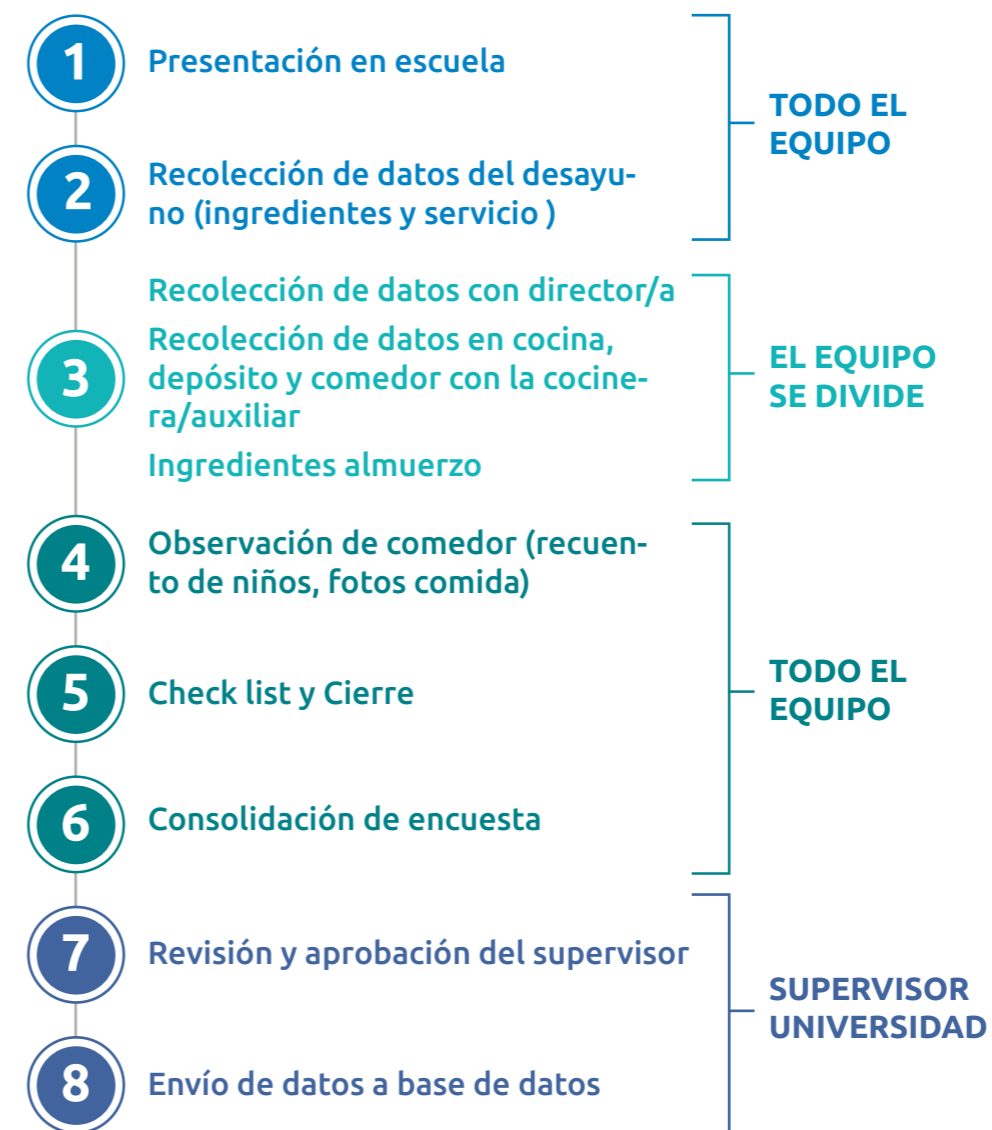 1
Presentación en escuela
2
Recolección de datos del desayu-
no (ingredientes y servicio )
TODO EL
EQUIPO
3
Recolección de datos con director/a
Recolección de datos en cocina,
depósito y comedor con la cocine-
ra/auxiliar
Ingredientes almuerzo
EL EQUIPO
SE DIVIDE
4
Observación de comedor (recuen-
to de niños, fotos comida)
5
Check list y Cierre
6
Consolidación de encuesta
TODO EL
EQUIPO
7
Revisión y aprobación del supervisor
8
Envío de datos a base de datos
SUPERVISOR
UNIVERSIDAD